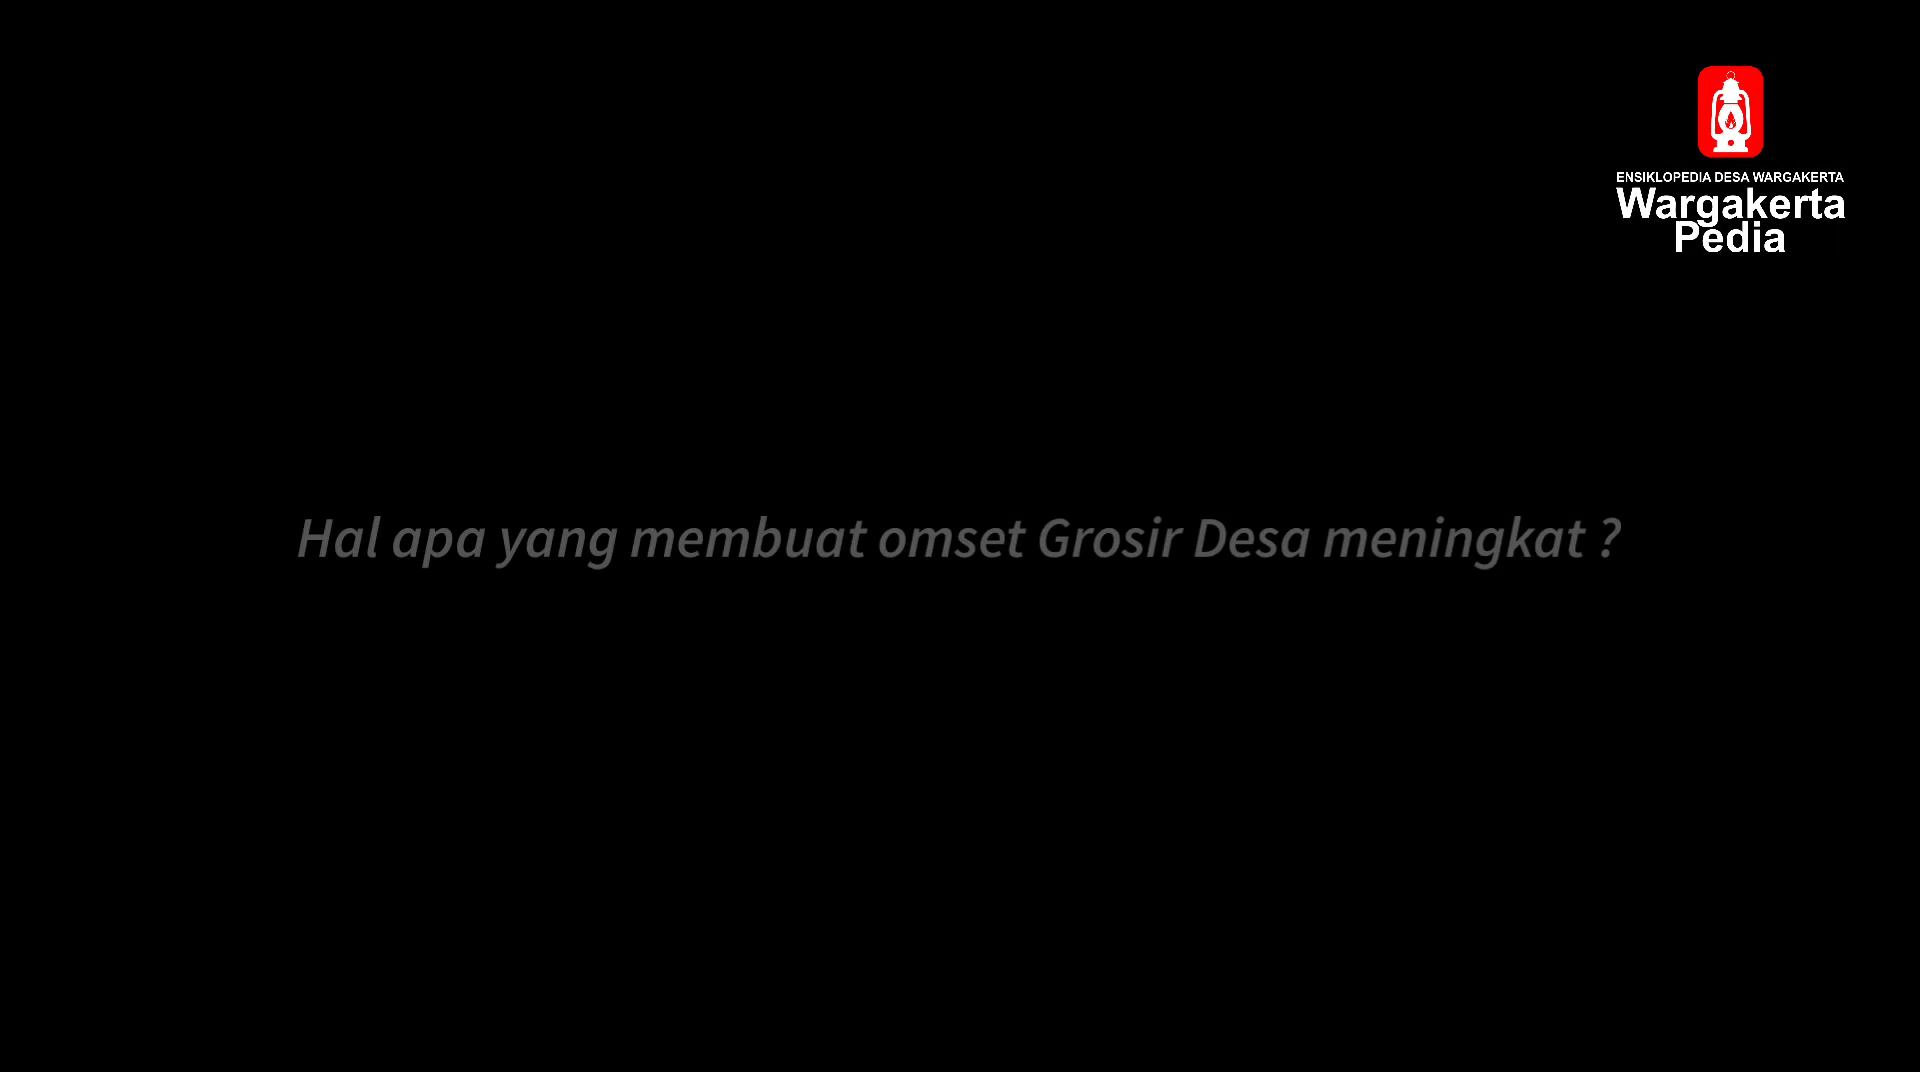 ENSIKLOPEDIA DESA WARGAKERTA
Wargakerta
Pedia
Hal apa yang membuat omset Grosir Desa meningkat ?